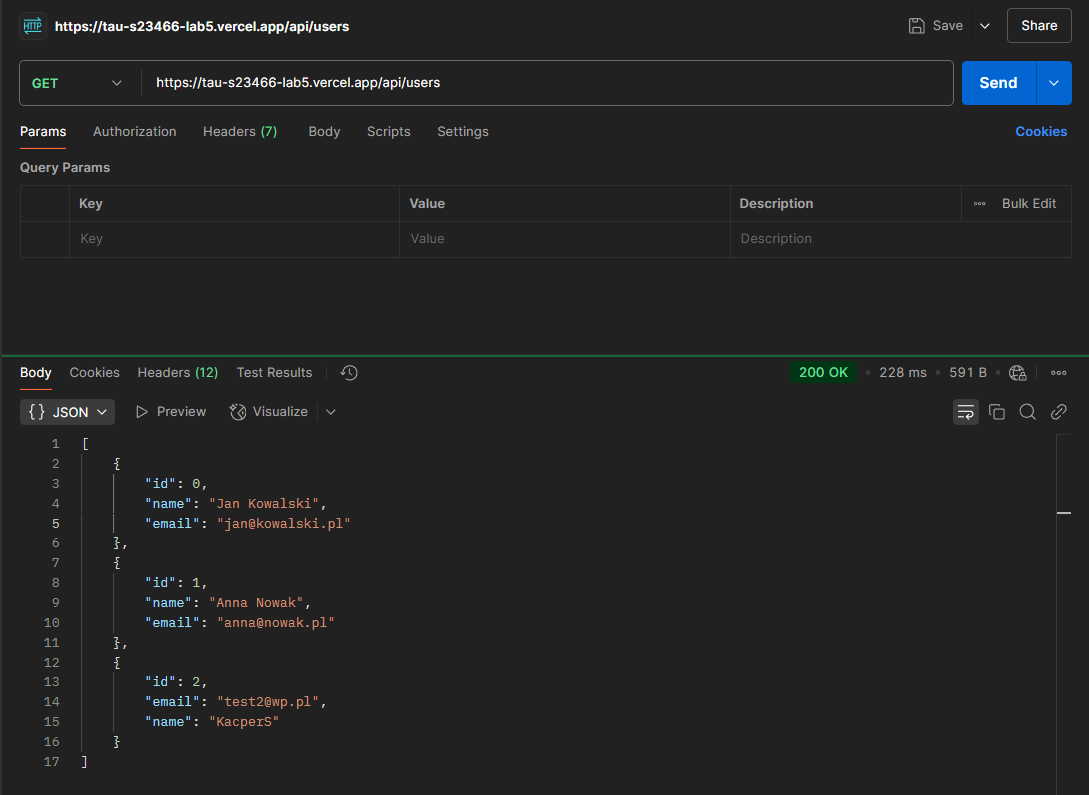 HTTP https://tau-s23466-lab5.vercel.app/api/users Save Share
GET https://tau-s23466-lab5.vercel.app/api/users Send
Params Authorization Headers (7) Body Scripts Settings Cookies
Query Params
Key Value Description Bulk Edit
Key Value Description
Body Cookies Headers (12) Test Results 200 OK 228 ms 591 B
{} JSON Preview Visualize
1 [
2 {
3 "id": 0,
4 "name": "Jan Kowalski",
5 "email": "jan@kowalski.pl"
6 },
7 {
8 "id": 1,
9 "name": "Anna Nowak",
10 "email": "anna@nowak.pl"
11 },
12 {
13 "id": 2,
14 "email": "test2@wp.pl",
15 "name": "KacperS"
16 }
17 ]